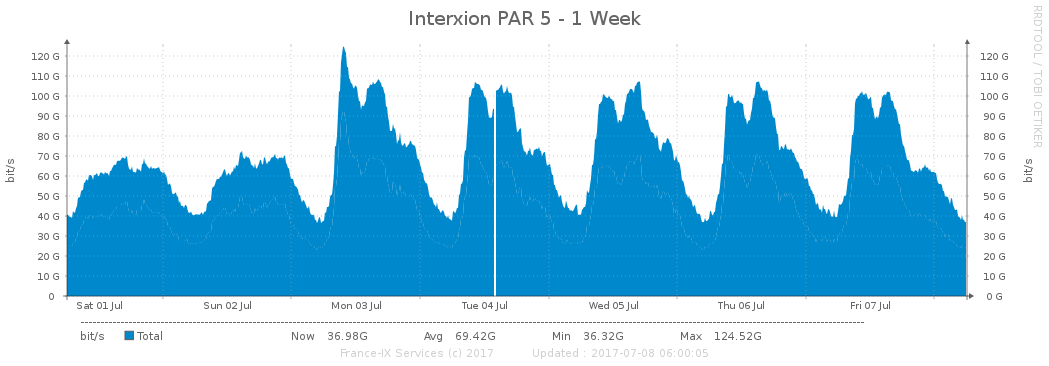 Interxion PAR 5 - 1 Week
RRDTOOL / TOBI OETIKER
bit/s
120 G 120 G
110 G 110 G
100 G 100 G
90 G 90 G
80 G 80 G
70 G 70 G
60 G 60 G
50 G 50 G
40 G 40 G
30 G 30 G
20 G 20 G
10 G 10 G
0 0 G
bit/s
Sat 01 Jul Sun 02 Jul Mon 03 Jul Tue 04 Jul Wed 05 Jul Thu 06 Jul Fri 07 Jul
bit/s Total Now 36.98G Avg 69.42G Min 36.32G Max 124.52G
France-IX Services (c) 2017 Updated : 2017-07-08 06:00:05